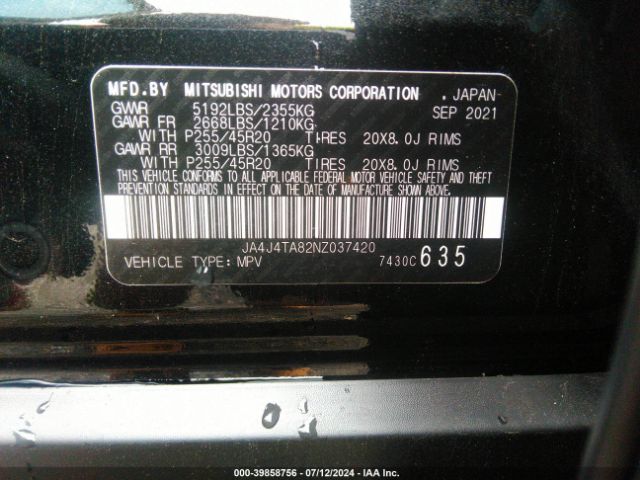 MFD.BY MITSUBISHI MOTORS CORPORATION . JAPAN
GVWR 5192LBS/2355KG SEP 2021
GAWR FR 2668LBS/1210KG
WITH P255/45R20 TIRES 20X8.0J RIMS
GAWR RR 3009LBS/1365KG
WITH P255/45R20 TIRES 20X8.0J RIMS
THIS VEHICLE CONFORMS TO ALL APPLICABLE FEDERAL MOTOR VEHICLE SAFETY AND THEFT
PREVENTION STANDARDS IN EFFECT ON THE DATE OF MANUFACTURE SHOWN ABOVE.
JA4J4TA82NZ037420
VEHICLE TYPE: MPV 7430C 635
000-39858756 - 07/12/2024 - IAA Inc.